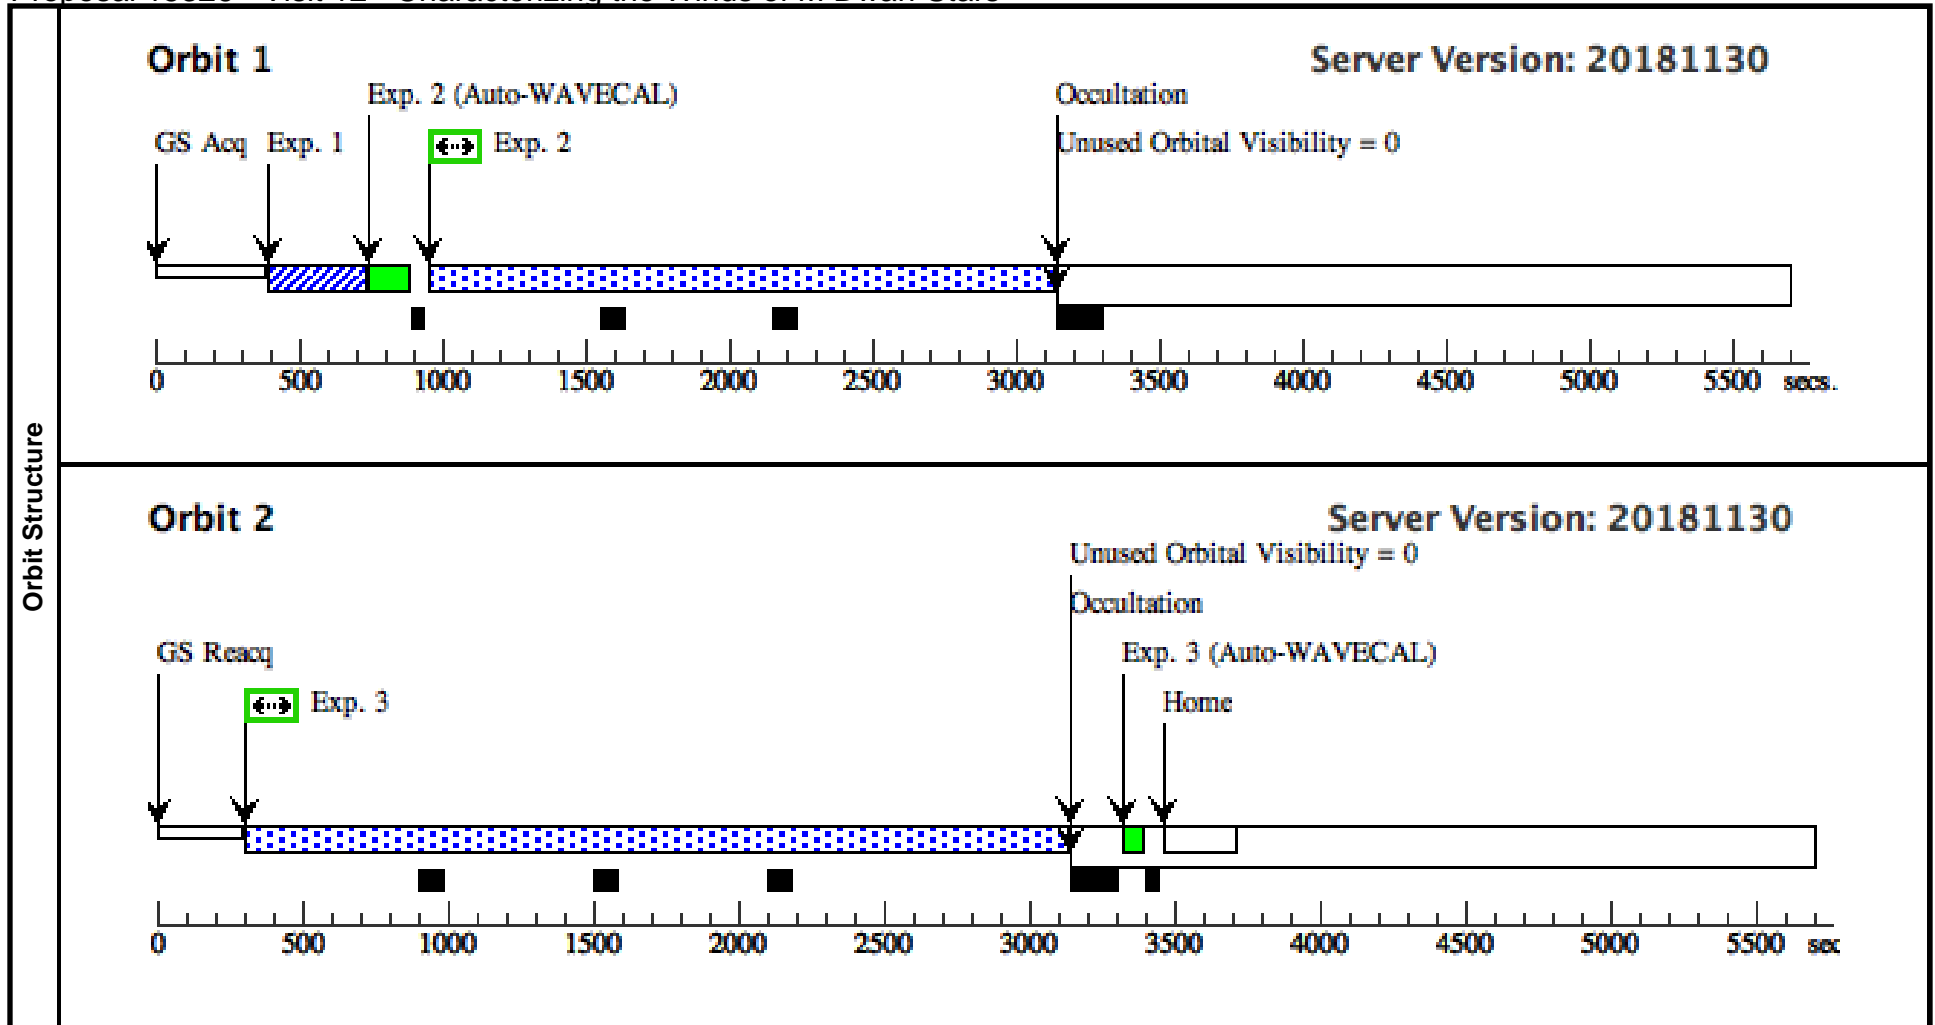 Orbit Structure
Orbit 1
Server Version: 20181130
Exp. 2 (Auto-WAVECAL)
Occultation
GS Acq
Exp. 1
Exp. 2
Unused Orbital Visibility = 0
0 500 1000 1500 2000 2500 3000 3500 4000 4500 5000 5500 secs.
Orbit 2
Server Version: 20181130
Unused Orbital Visibility = 0
Occultation
GS Reacq
Exp. 3 (Auto-WAVECAL)
Exp. 3
Home
0 500 1000 1500 2000 2500 3000 3500 4000 4500 5000 5500 sec